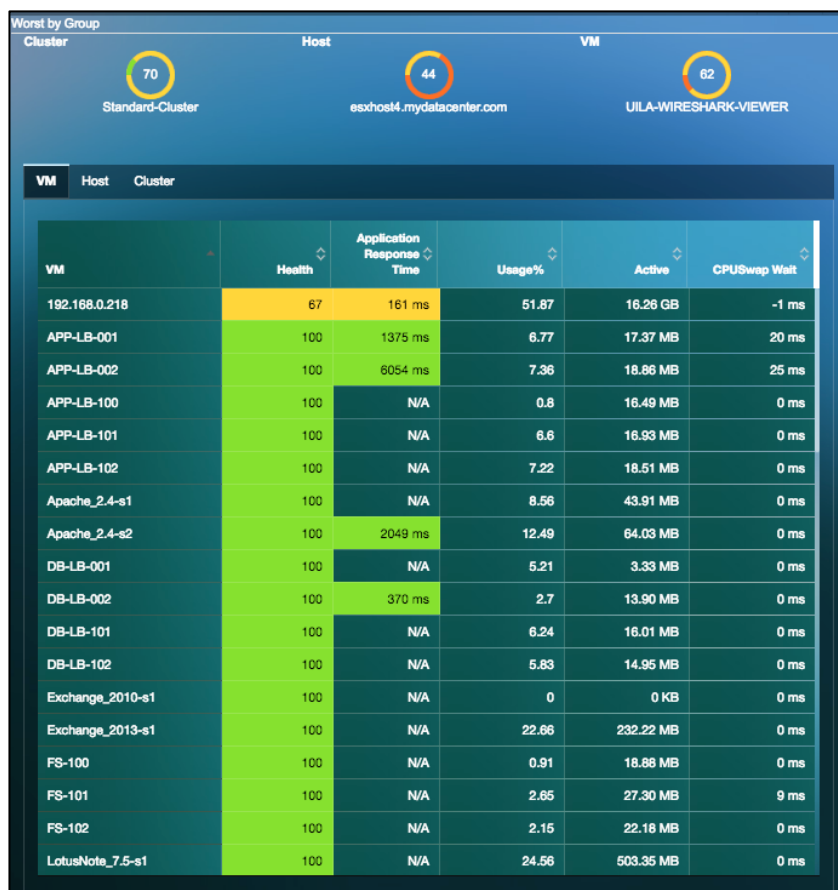 Worst by Group
Cluster Host VM
70 44 62
Standard-Cluster esxhost4.mydatacenter.com UILA-WIRESHARK-VIEWER
VM Host Cluster
VM Health Application Response Time Usage% Active CPUSwap Wait
192.168.0.218 67 161 ms 51.87 16.26 GB -1 ms
APP-LB-001 100 1375 ms 6.77 17.37 MB 20 ms
APP-LB-002 100 6054 ms 7.36 18.86 MB 25 ms
APP-LB-100 100 N/A 0.8 16.49 MB 0 ms
APP-LB-101 100 N/A 6.6 16.93 MB 0 ms
APP-LB-102 100 N/A 7.22 18.51 MB 0 ms
Apache_2.4-s1 100 N/A 8.56 43.91 MB 0 ms
Apache_2.4-s2 100 2049 ms 12.49 64.03 MB 0 ms
DB-LB-001 100 N/A 5.21 3.33 MB 0 ms
DB-LB-002 100 370 ms 2.7 13.90 MB 0 ms
DB-LB-101 100 N/A 6.24 16.01 MB 0 ms
DB-LB-102 100 N/A 5.83 14.95 MB 0 ms
Exchange_2010-s1 100 N/A 0 0 KB 0 ms
Exchange_2013-s1 100 N/A 22.66 232.22 MB 0 ms
FS-100 100 N/A 0.91 18.88 MB 0 ms
FS-101 100 N/A 2.65 27.30 MB 9 ms
FS-102 100 N/A 2.15 22.18 MB 0 ms
LotusNote_7.5-s1 100 N/A 24.56 503.35 MB 0 ms